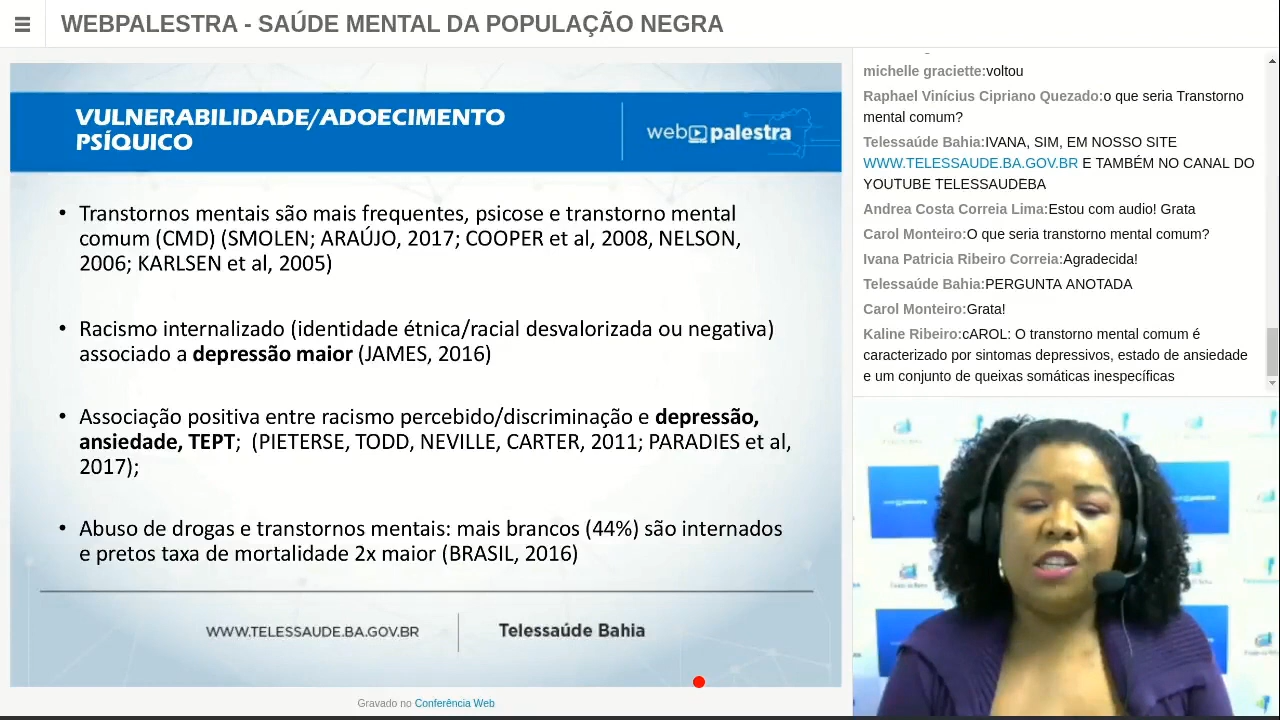 WEBPALESTRA - SAÚDE MENTAL DA POPULAÇÃO NEGRA
VULNERABILIDADE/ADOECIMENTO
PSÍQUICO
web palestra
• Transtornos mentais são mais frequentes, psicose e transtorno mental
comum (CMD) (SMOLEN; ARAÚJO, 2017; COOPER et al, 2008, NELSON,
2006; KARLSEN et al, 2005)
• Racismo internalizado (identidade étnica/racial desvalorizada ou negativa)
associado a depressão maior (JAMES, 2016)
• Associação positiva entre racismo percebido/discriminação e depressão,
ansiedade, TEPT;  (PIETERSE, TODD, NEVILLE, CARTER, 2011; PARADIES et al,
2017);
• Abuso de drogas e transtornos mentais: mais brancos (44%) são internados
e pretos taxa de mortalidade 2x maior (BRASIL, 2016)
WWW.TELESSAUDE.BA.GOV.BR
Telessaúde Bahia
Gravado no Conferência Web
michelle graciette:voltou
Raphael Vinícius Cipriano Quezado:o que seria Transtorno
mental comum?
Telessaúde Bahia:IVANA, SIM, EM NOSSO SITE
WWW.TELESSAUDE.BA.GOV.BR E TAMBÉM NO CANAL DO
YOUTUBE TELESSAUDEBA
Andrea Costa Correia Lima:Estou com audio! Grata
Carol Monteiro:O que seria transtorno mental comum?
Ivana Patricia Ribeiro Correia:Agradecida!
Telessaúde Bahia:PERGUNTA ANOTADA
Carol Monteiro:Grata!
Kaline Ribeiro:cAROL: O transtorno mental comum é
caracterizado por sintomas depressivos, estado de ansiedade
e um conjunto de queixas somáticas inespecíficas